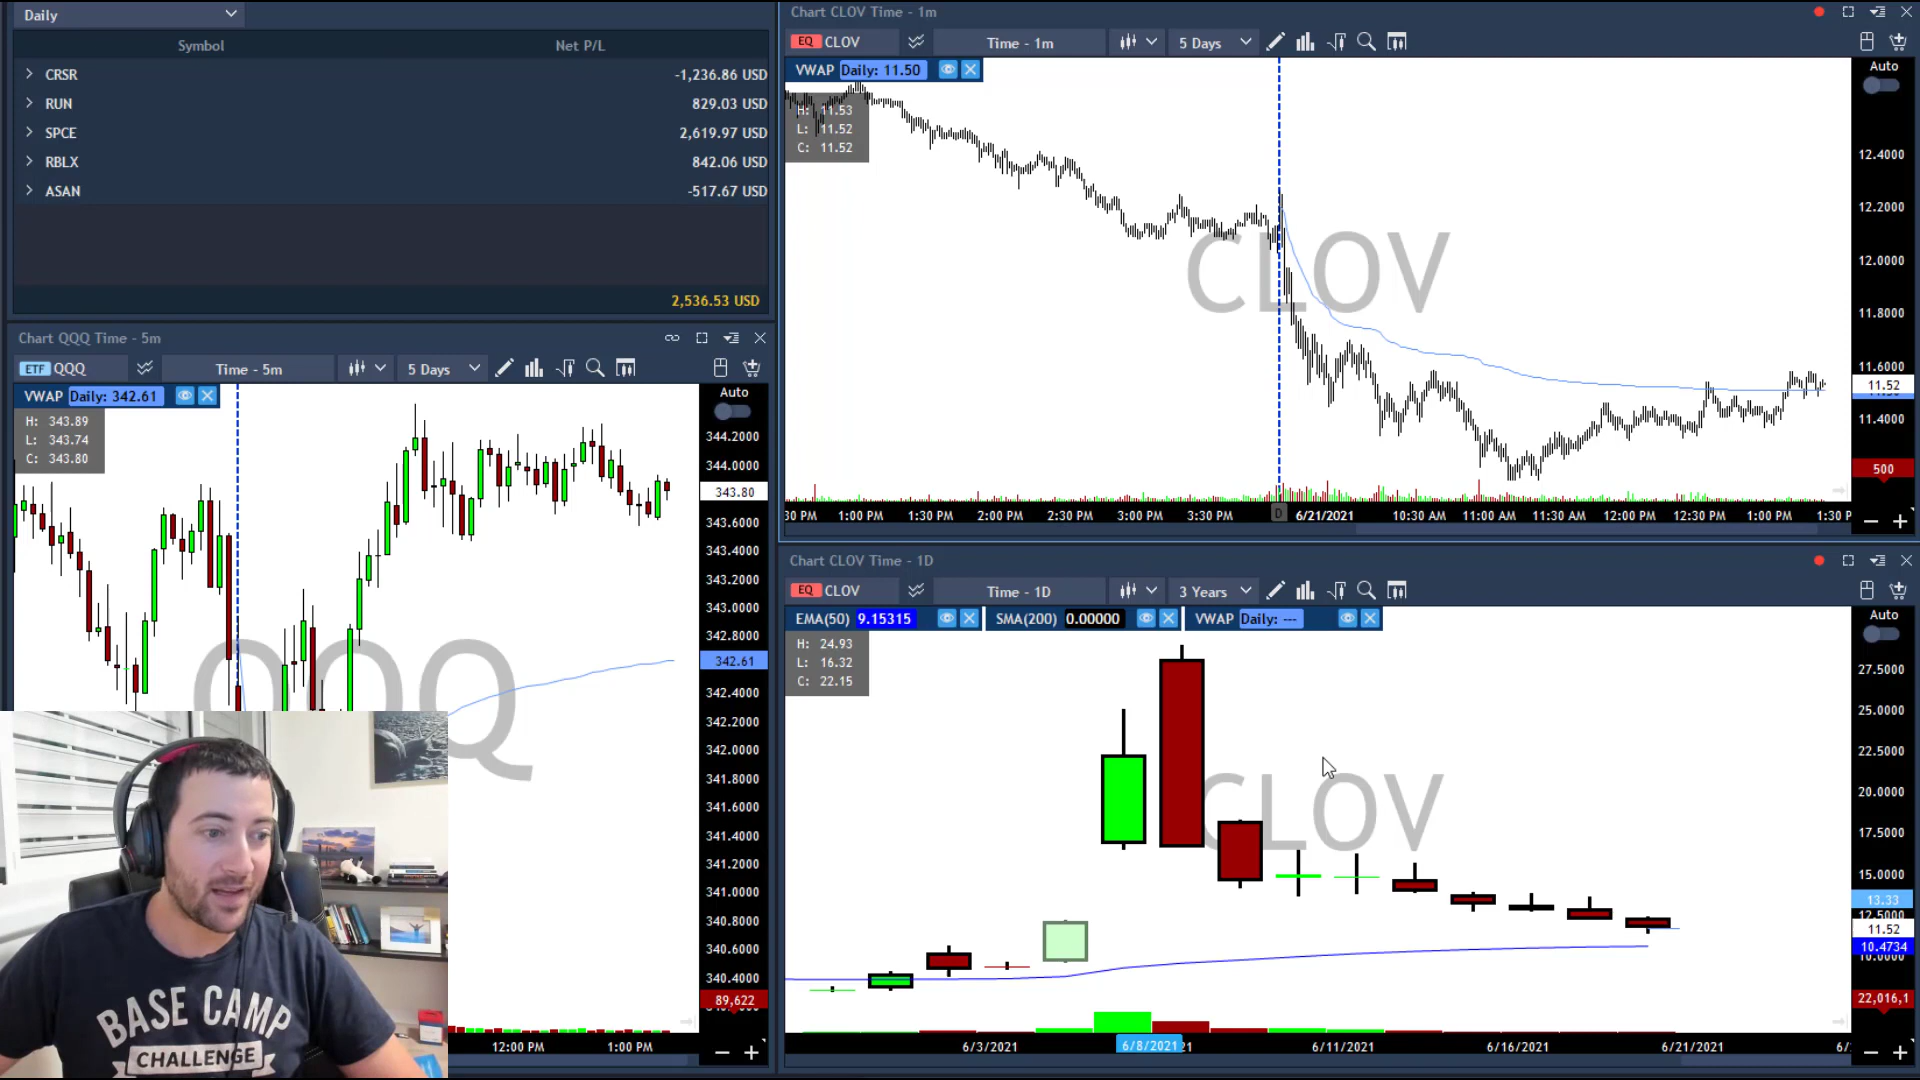 Daily
Symbol Net P/L
CRSR -1,236.86 USD
RUN 829.03 USD
SPCE 2,619.97 USD
RBLX 842.06 USD
ASAN -517.67 USD
2,536.53 USD
Chart QQQ Time - 5m
ETF QQQ Time - 5m 5 Days
VWAP Daily: 342.61
Auto
H: 343.89
L: 343.74
C: 343.80
QQQ
344.2000
344.0000
343.80
343.6000
343.4000
343.2000
343.0000
342.8000
342.61
342.4000
342.2000
342.0000
341.8000
341.6000
341.4000
341.2000
341.0000
340.8000
340.6000
340.4000
89,622
12:00 PM 1:00 PM
BASE CAMP
CHALLENGE
Chart CLOV Time - 1m
EQ CLOV Time - 1m 5 Days
VWAP Daily: 11.50
Auto
H: 11.53
L: 11.52
C: 11.52
CLOV
12.4000
12.2000
12.0000
11.8000
11.6000
11.52
11.4000
500
30 PM 1:00 PM 1:30 PM 2:00 PM 2:30 PM 3:00 PM 3:30 PM D 6/21/2021 10:30 AM 11:00 AM 11:30 AM 12:00 PM 12:30 PM 1:00 PM 1:30 P
Chart CLOV Time - 1D
EQ CLOV Time - 1D 3 Years
EMA(50) 9.15315 SMA(200) 0.00000 VWAP Daily: ---
Auto
H: 24.93
L: 16.32
C: 22.15
CLOV
27.5000
25.0000
22.5000
20.0000
17.5000
15.0000
13.33
12.5000
11.52
10.4734
10.0000
22,016,1
6/3/2021 6/8/2021 6/11/2021 6/16/2021 6/21/2021 6/